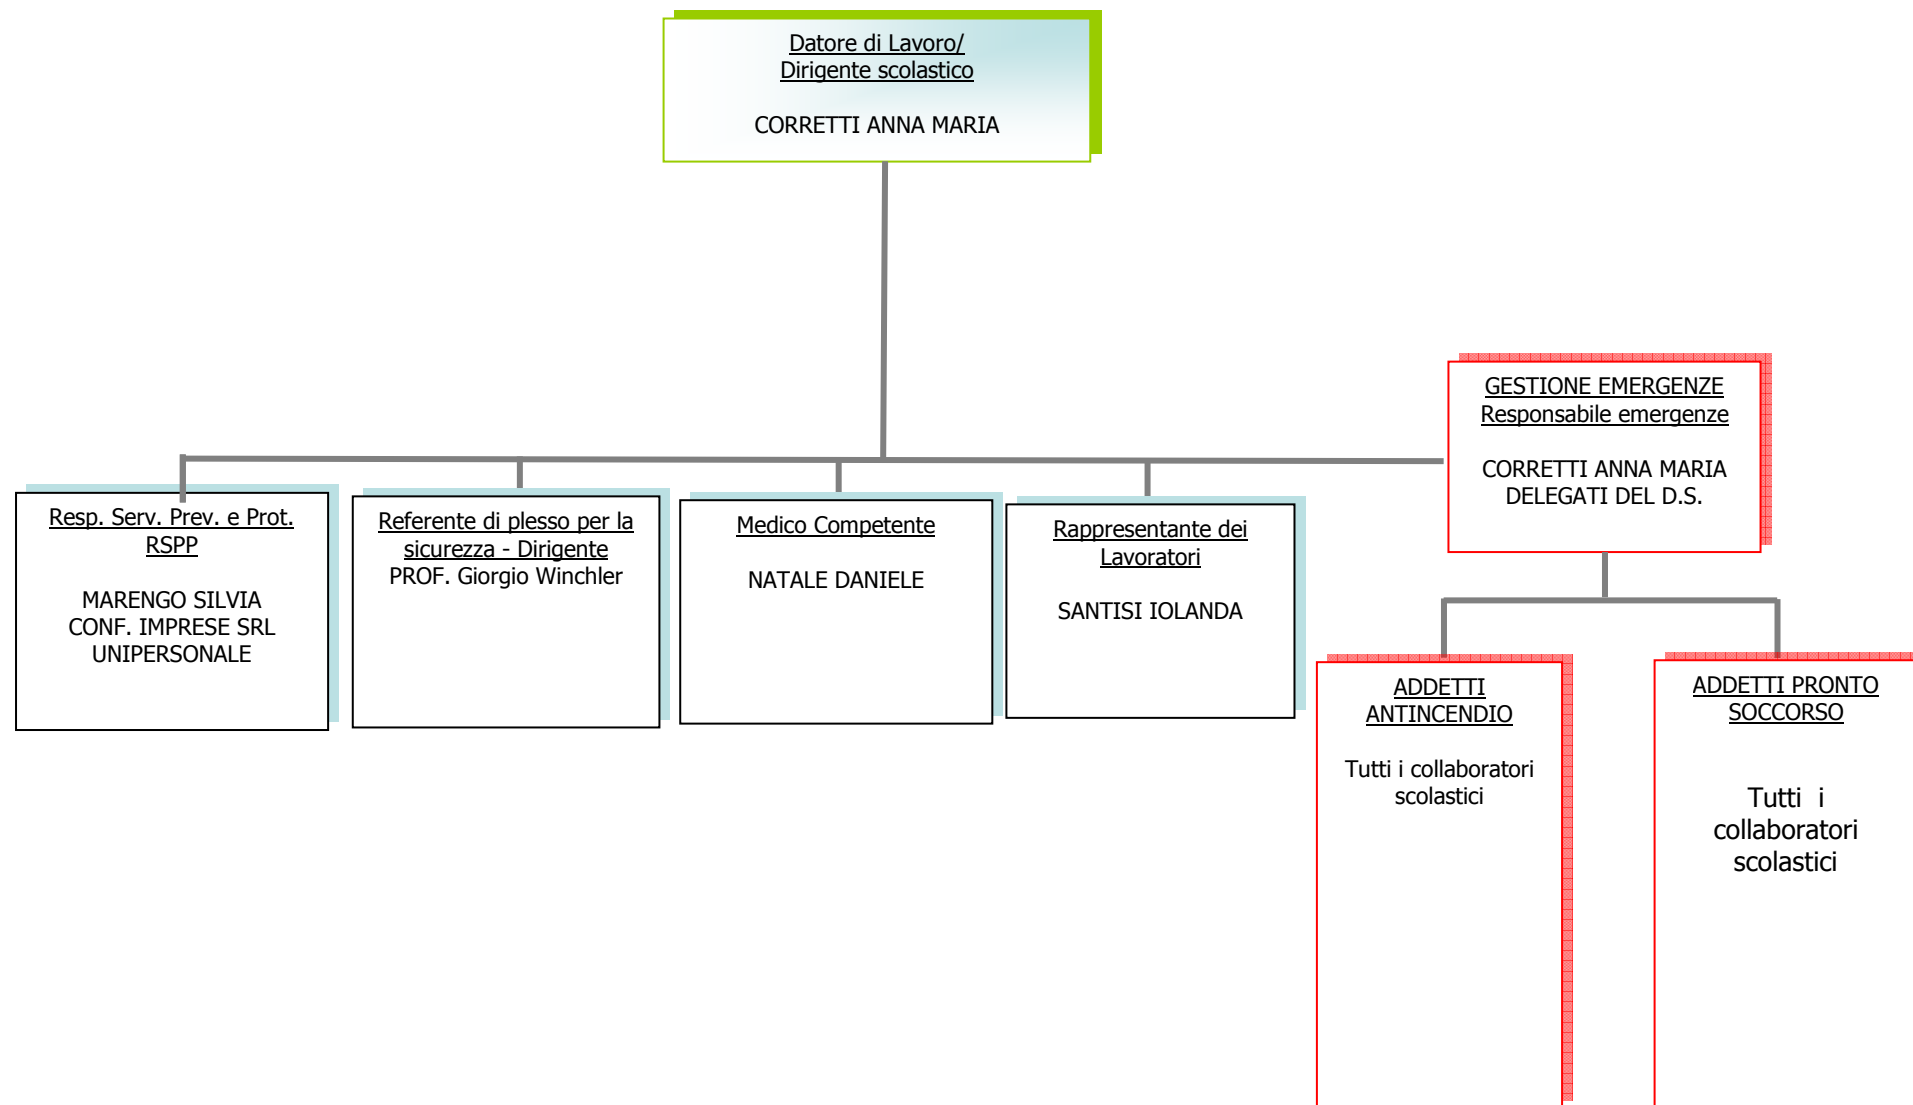 Datore di Lavoro/
Dirigente scolastico
CORRETTI ANNA MARIA
GESTIONE EMERGENZE
Responsabile emergenze
CORRETTI ANNA MARIA
DELEGATI DEL D.S.
Resp. Serv. Prev. e Prot.
RSPP
MARENGO SILVIA
CONF. IMPRESE SRL
UNIPERSONALE
Referente di plesso per la
sicurezza - Dirigente
PROF. Giorgio Winchler
Medico Competente
NATALE DANIELE
Rappresentante dei
Lavoratori
SANTISI IOLANDA
ADDETTI
ANTINCENDIO
Tutti i collaboratori
scolastici
ADDETTI PRONTO
SOCCORSO
Tutti i
collaboratori
scolastici